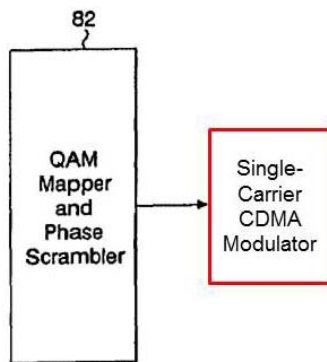 82
QAM
Mapper
and
Phase
Scrambler
Single-
Carrier
CDMA
Modulator